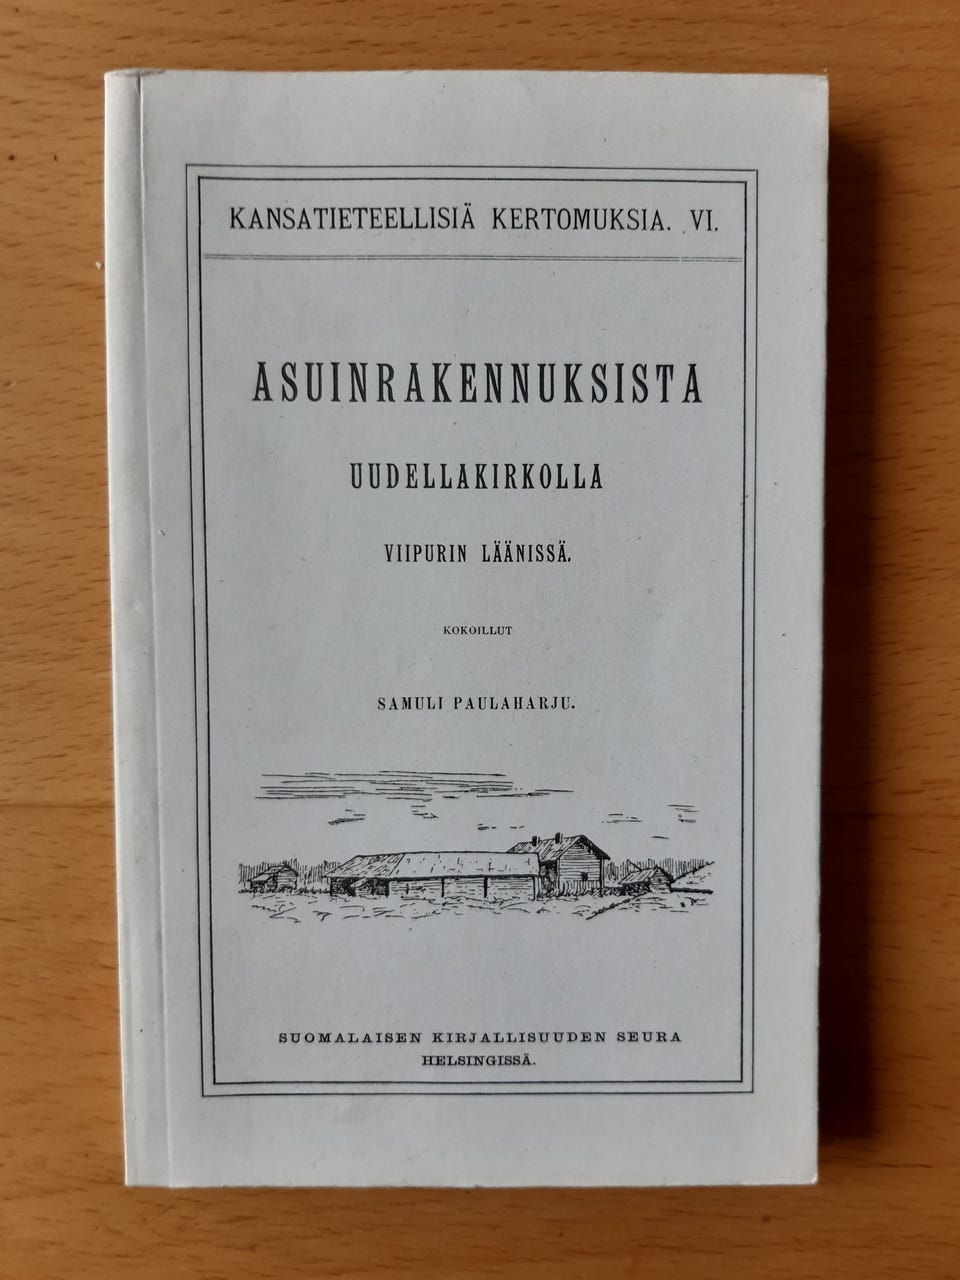 KANSATIETEELLISIÄ KERTOMUKSIA. VI.
ASUINRAKENNUKSISTA
UUDELLAKIRKOLLA
VIIPURIN LÄÄNISSÄ.
KOKOILLUT
SAMULI PAULAHARJU.
SUOMALAISEN KIRJALLISUUDEN SEURA
HELSINGISSÄ.